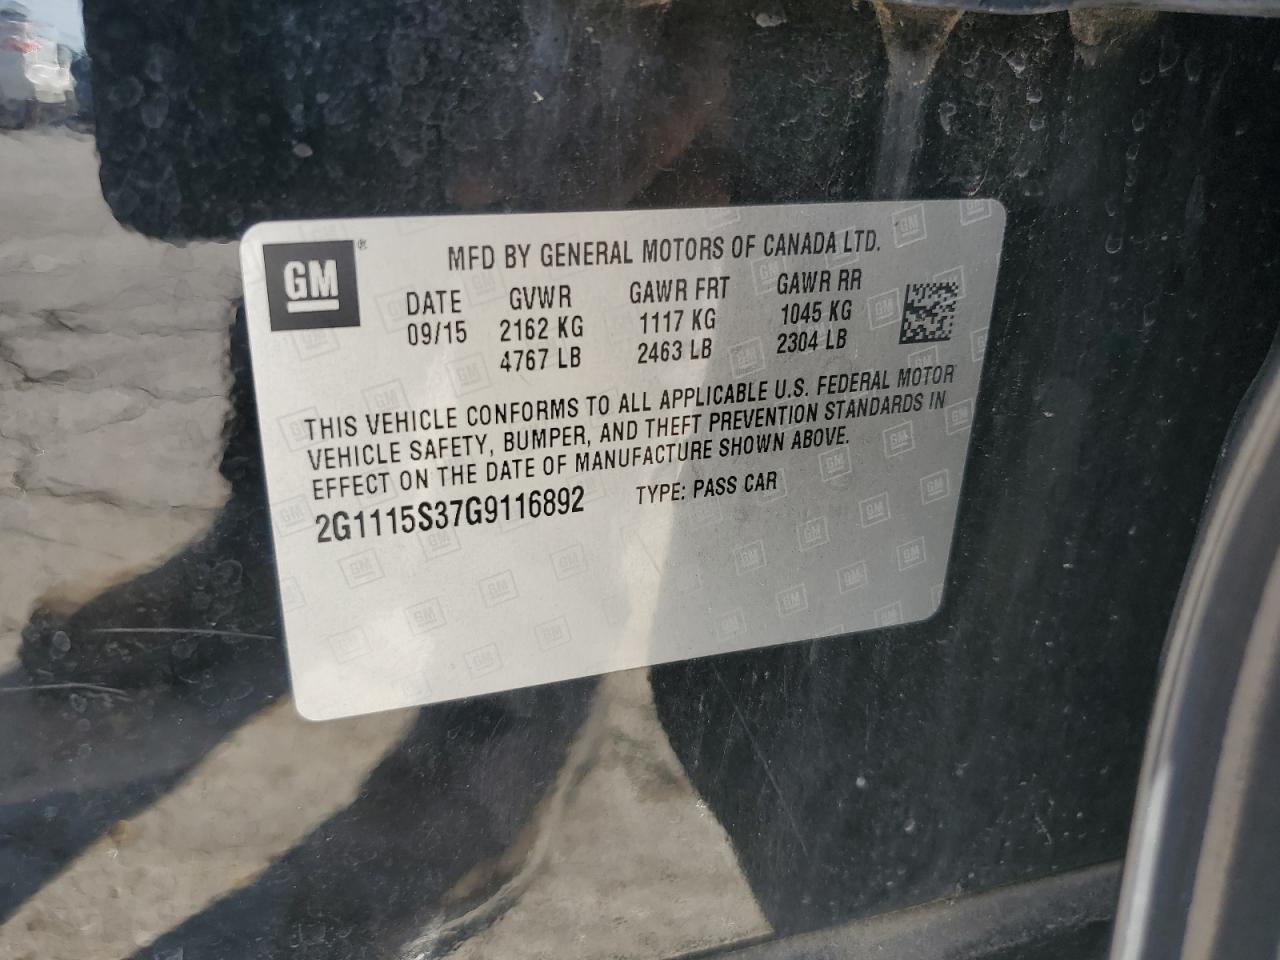 GM ®
MFD BY GENERAL MOTORS OF CANADA LTD.
DATE GVWR GAWR FRT GAWR RR
09/15 2162 KG 1117 KG 1045 KG
4767 LB 2463 LB 2304 LB
THIS VEHICLE CONFORMS TO ALL APPLICABLE U.S. FEDERAL MOTOR
VEHICLE SAFETY, BUMPER, AND THEFT PREVENTION STANDARDS IN
EFFECT ON THE DATE OF MANUFACTURE SHOWN ABOVE.
2G1115S37G9116892 TYPE: PASS CAR